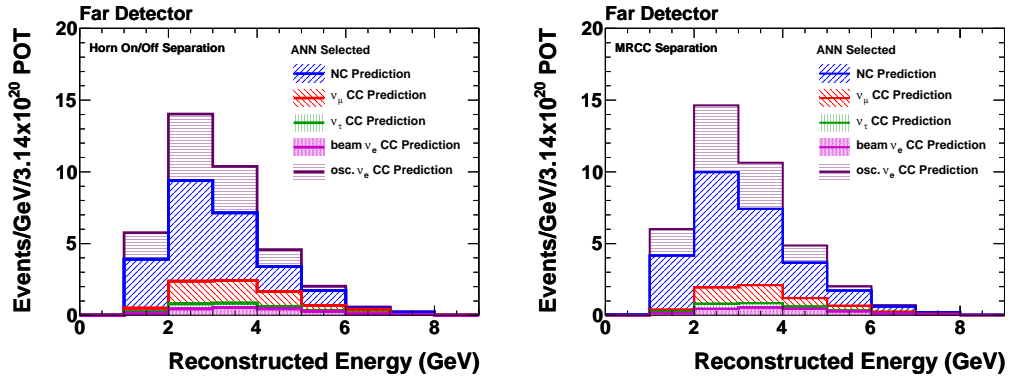 Far Detector
Events/GeV/3.14x10²⁰ POT
20
15
10
5
0
Horn On/Off Separation
ANN Selected
NC Prediction
νμ CC Prediction
ντ CC Prediction
beam νe CC Prediction
osc. νe CC Prediction
0 2 4 6 8
Reconstructed Energy (GeV)
Far Detector
Events/GeV/3.14x10²⁰ POT
20
15
10
5
0
MRCC Separation
ANN Selected
NC Prediction
νμ CC Prediction
ντ CC Prediction
beam νe CC Prediction
osc. νe CC Prediction
0 2 4 6 8
Reconstructed Energy (GeV)